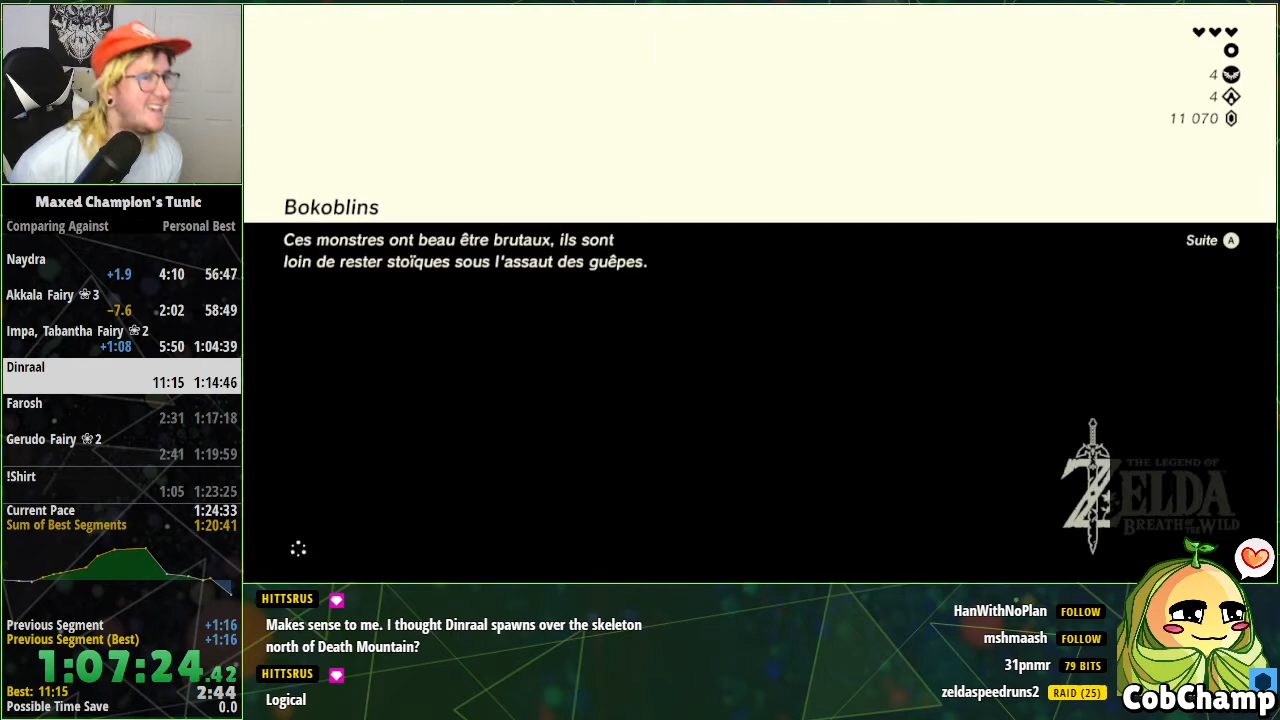 4
4
11 070
Bokoblins
Ces monstres ont beau être brutaux, ils sont
loin de rester stoïques sous l'assaut des guêpes.
Suite A
THE LEGEND OF
ZELDA
BREATH OF THE WILD
Maxed Champion's Tunic
Comparing Against Personal Best
Naydra
+1.9 4:10 56:47
Akkala Fairy ❀3
−7.6 2:02 58:49
Impa, Tabantha Fairy ❀2
+1:08 5:50 1:04:39
Dinraal
11:15 1:14:46
Farosh
2:31 1:17:18
Gerudo Fairy ❀2
2:41 1:19:59
!Shirt
1:05 1:23:25
Current Pace 1:24:33
Sum of Best Segments 1:20:41
Previous Segment +1:16
Previous Segment (Best) +1:16
1:07:24.42
Best: 11:15 2:44
Possible Time Save 0.0
HITTSRUS
Makes sense to me. I thought Dinraal spawns over the skeleton
north of Death Mountain?
HITTSRUS
Logical
HanWithNoPlan FOLLOW
mshmaash FOLLOW
31pnmr 79 BITS
zeldaspeedruns2 RAID (25)
CobChamp